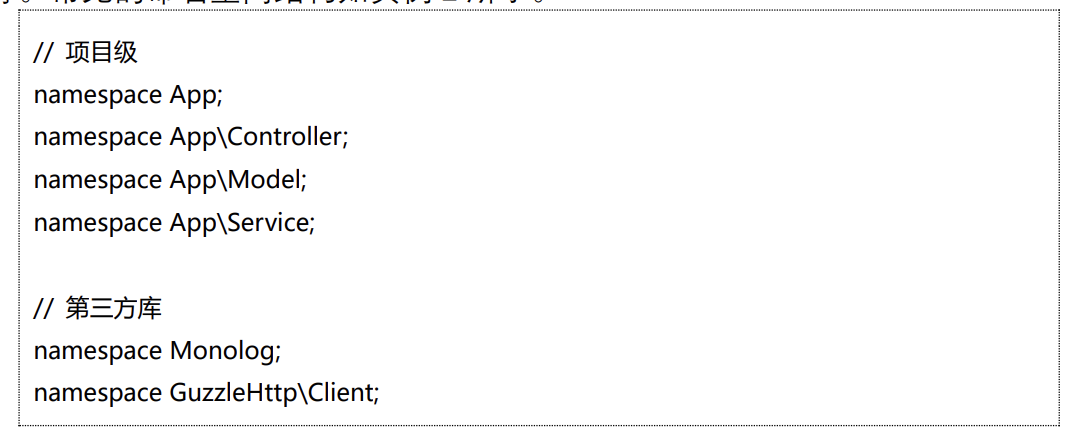 // 项目级
namespace App;
namespace App\Controller;
namespace App\Model;
namespace App\Service;
// 第三方库
namespace Monolog;
namespace GuzzleHttp\Client;